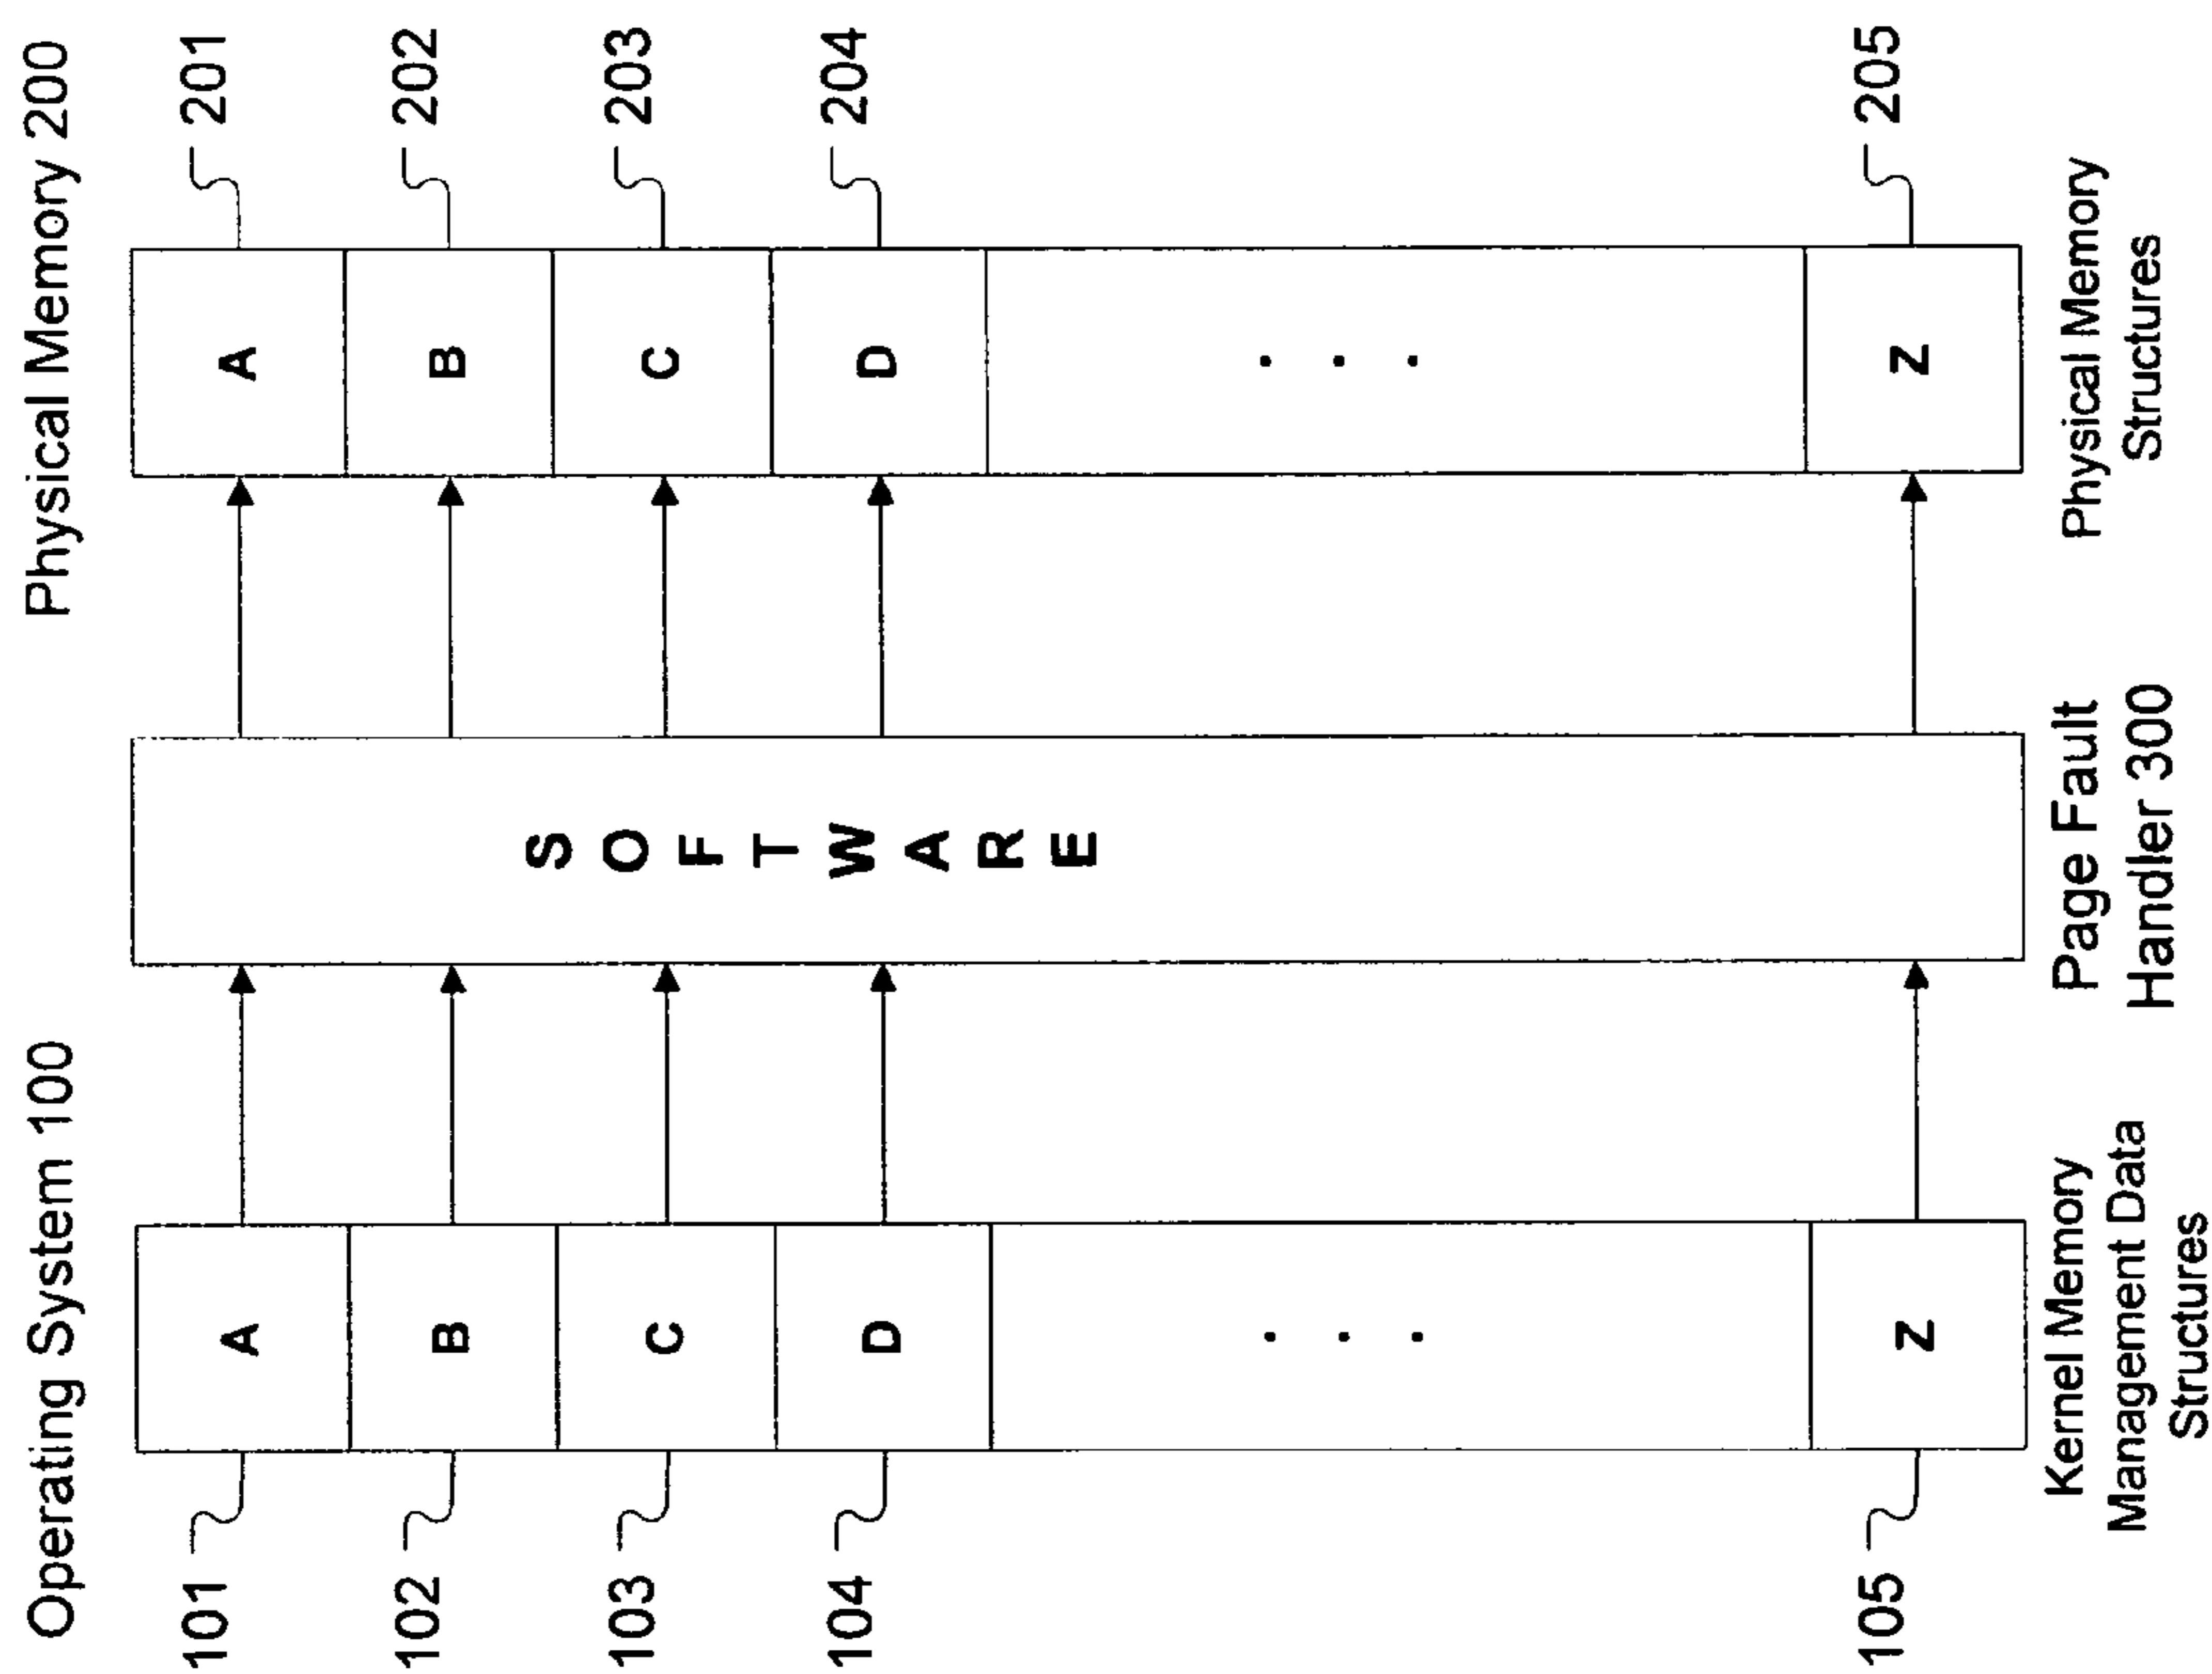 Operating System 100
Physical Memory 200
101
A
A
201
102
B
B
202
103
C
C
203
104
D
D
204
S
O
F
T
W
A
R
E
. . .
. . .
105
Z
Z
205
Kernel Memory
Management Data
Structures
Page Fault
Handler 300
Physical Memory
Structures